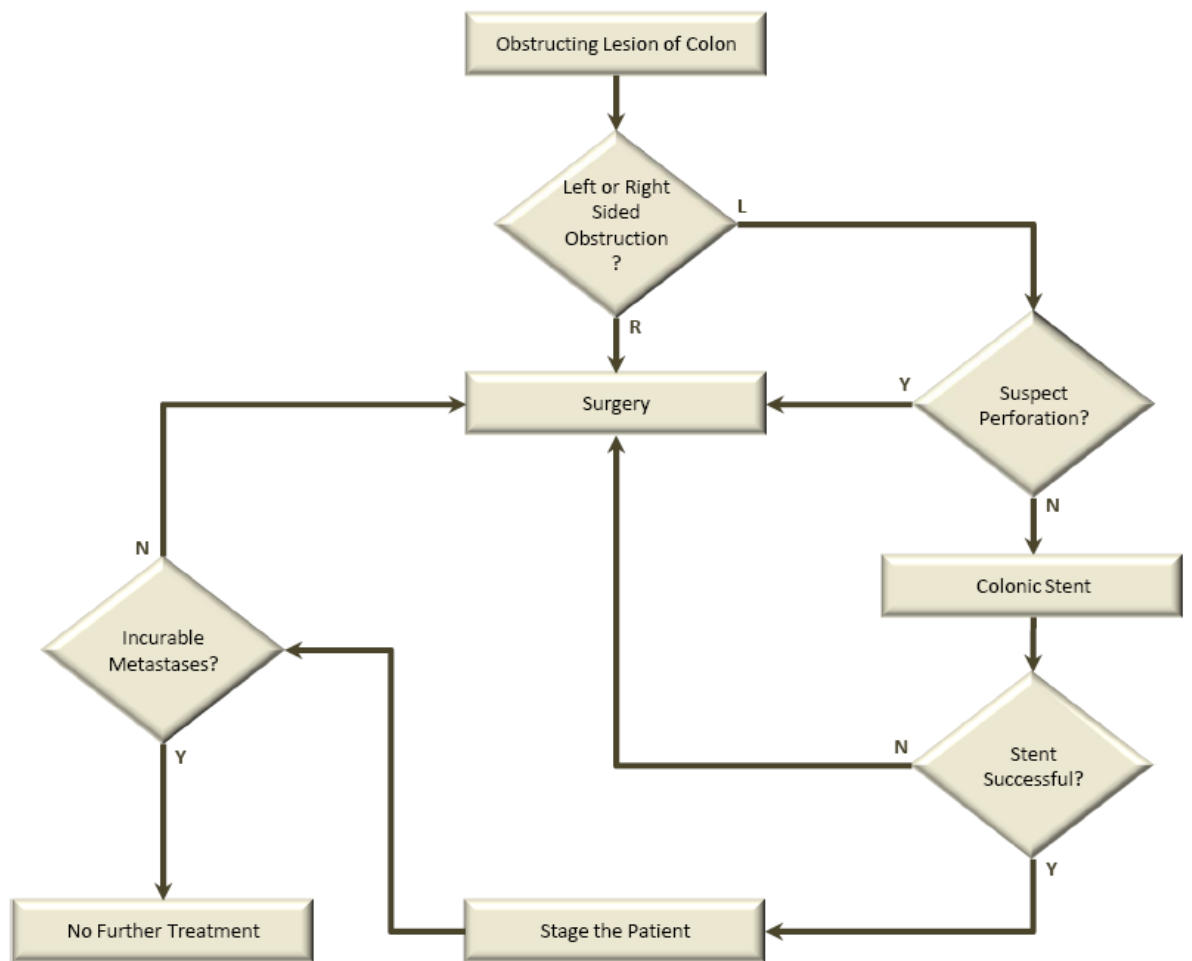 Obstructing Lesion of Colon
Left or Right
Sided
Obstruction
?
L
R
Surgery
Y
Suspect
Perforation?
N
Colonic Stent
N
Incurable
Metastases?
Y
N
Stent
Successful?
Y
No Further Treatment
Stage the Patient